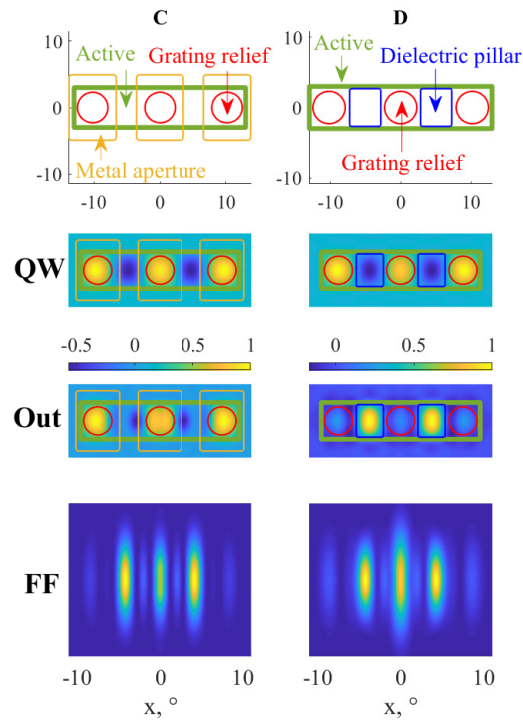 C
D
10
Grating relief
Active
0
Metal aperture
-10
-10
0
10
10
Active
Dielectric pillar
0
Grating relief
-10
-10
0
10
QW
-0.5
0
0.5
1
0
0.5
1
Out
FF
-10
0
10
-10
0
10
x, °
x, °